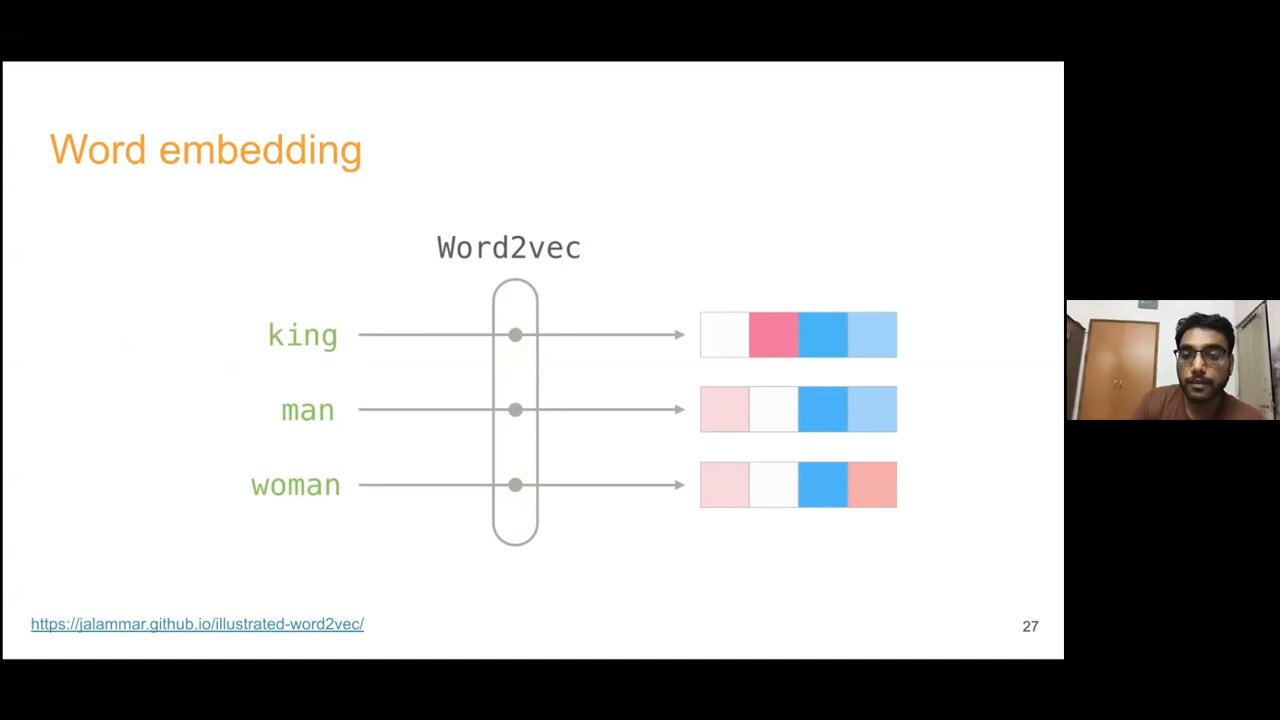 Word embedding
Word2vec
king
man
woman
https://jalammar.github.io/illustrated-word2vec/
27